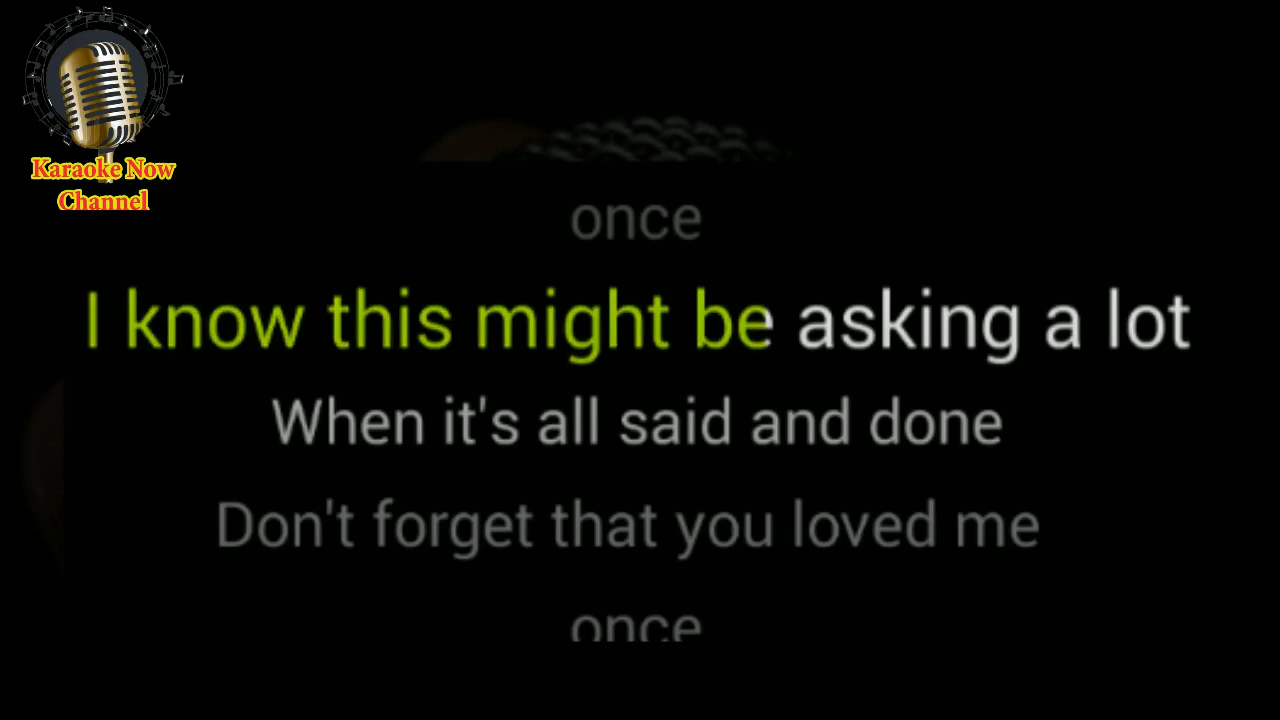 Karaoke Now
Channel
once
I know this might be asking a lot
When it's all said and done
Don't forget that you loved me
once